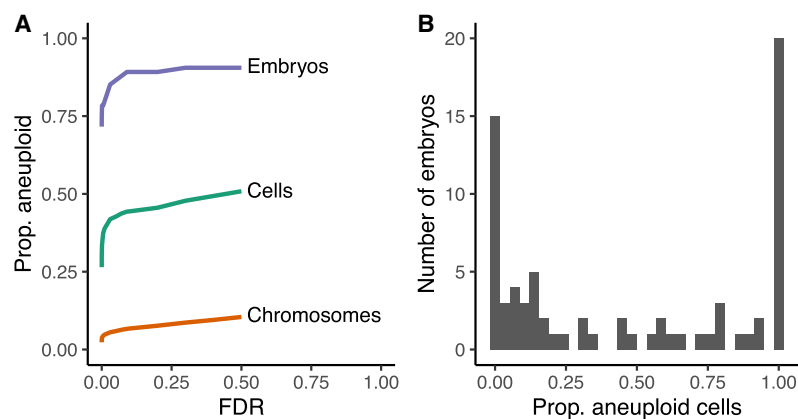 A
Prop. aneuploid
1.00
0.75
0.50
0.25
0.00
Embryos
Cells
Chromosomes
0.00 0.25 0.50 0.75 1.00
FDR
B
Number of embryos
20
15
10
5
0
0.00 0.25 0.50 0.75 1.00
Prop. aneuploid cells